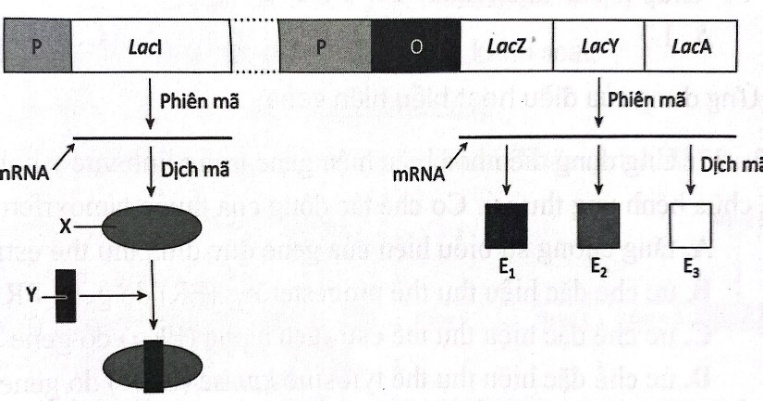 P LacI P O LacZ LacY LacA
Phiên mã Phiên mã
mRNA Dịch mã mRNA Dịch mã
X
E₁ E₂ E₃
Y